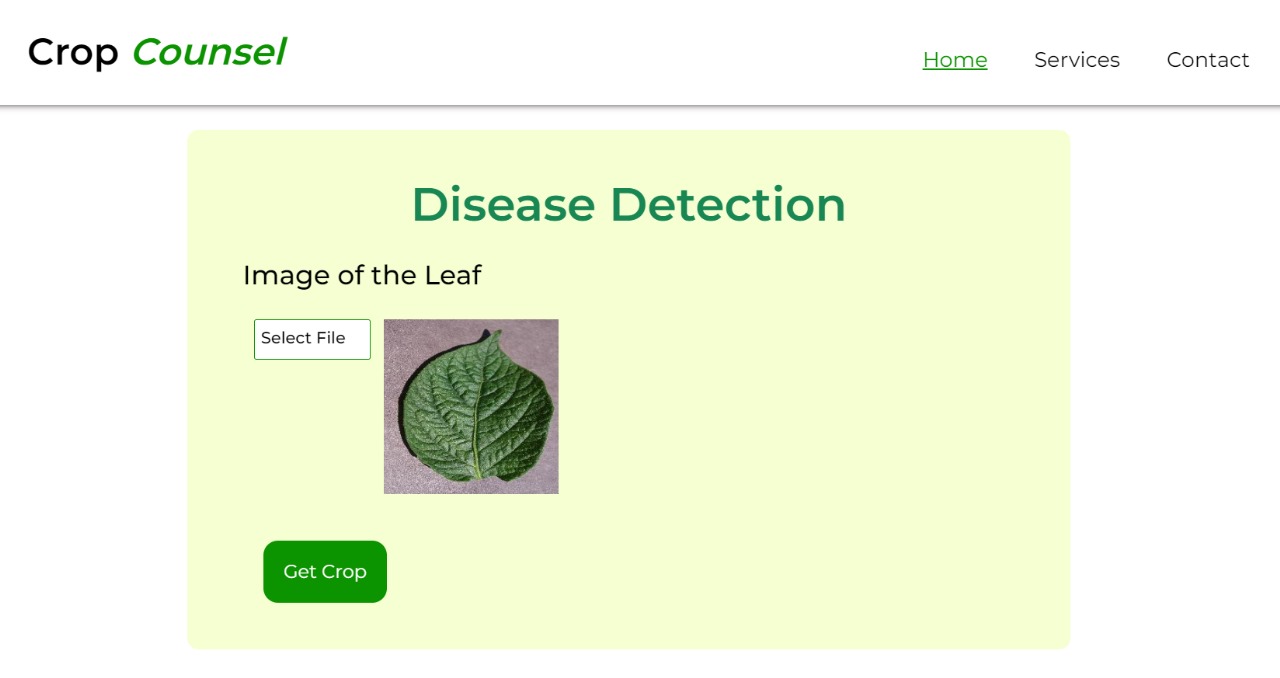 Crop Counsel
Home Services Contact
Disease Detection
Image of the Leaf
Select File
Get Crop